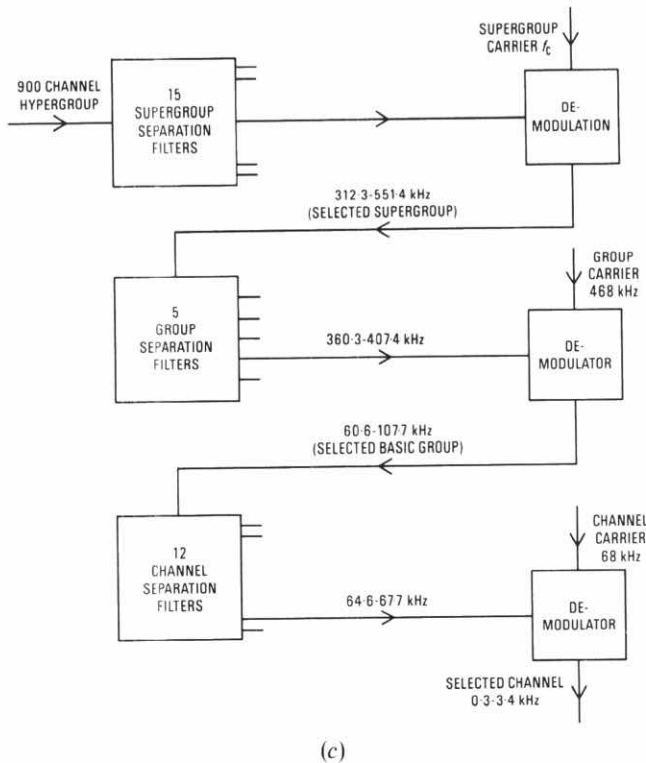 SUPERGROUP
CARRIER fc
900 CHANNEL
HYPERGROUP
15
SUPERGROUP
SEPARATION
FILTERS
DE-
MODULATION
312·3-551·4 kHz
(SELECTED SUPERGROUP)
GROUP
CARRIER
468 kHz
5
GROUP
SEPARATION
FILTERS
360·3-407·4 kHz
DE-
MODULATOR
60·6-107·7 kHz
(SELECTED BASIC GROUP)
CHANNEL
CARRIER
68 kHz
12
CHANNEL
SEPARATION
FILTERS
64·6-67·7 kHz
DE-
MODULATOR
SELECTED CHANNEL
0·3-3·4 kHz
(c)